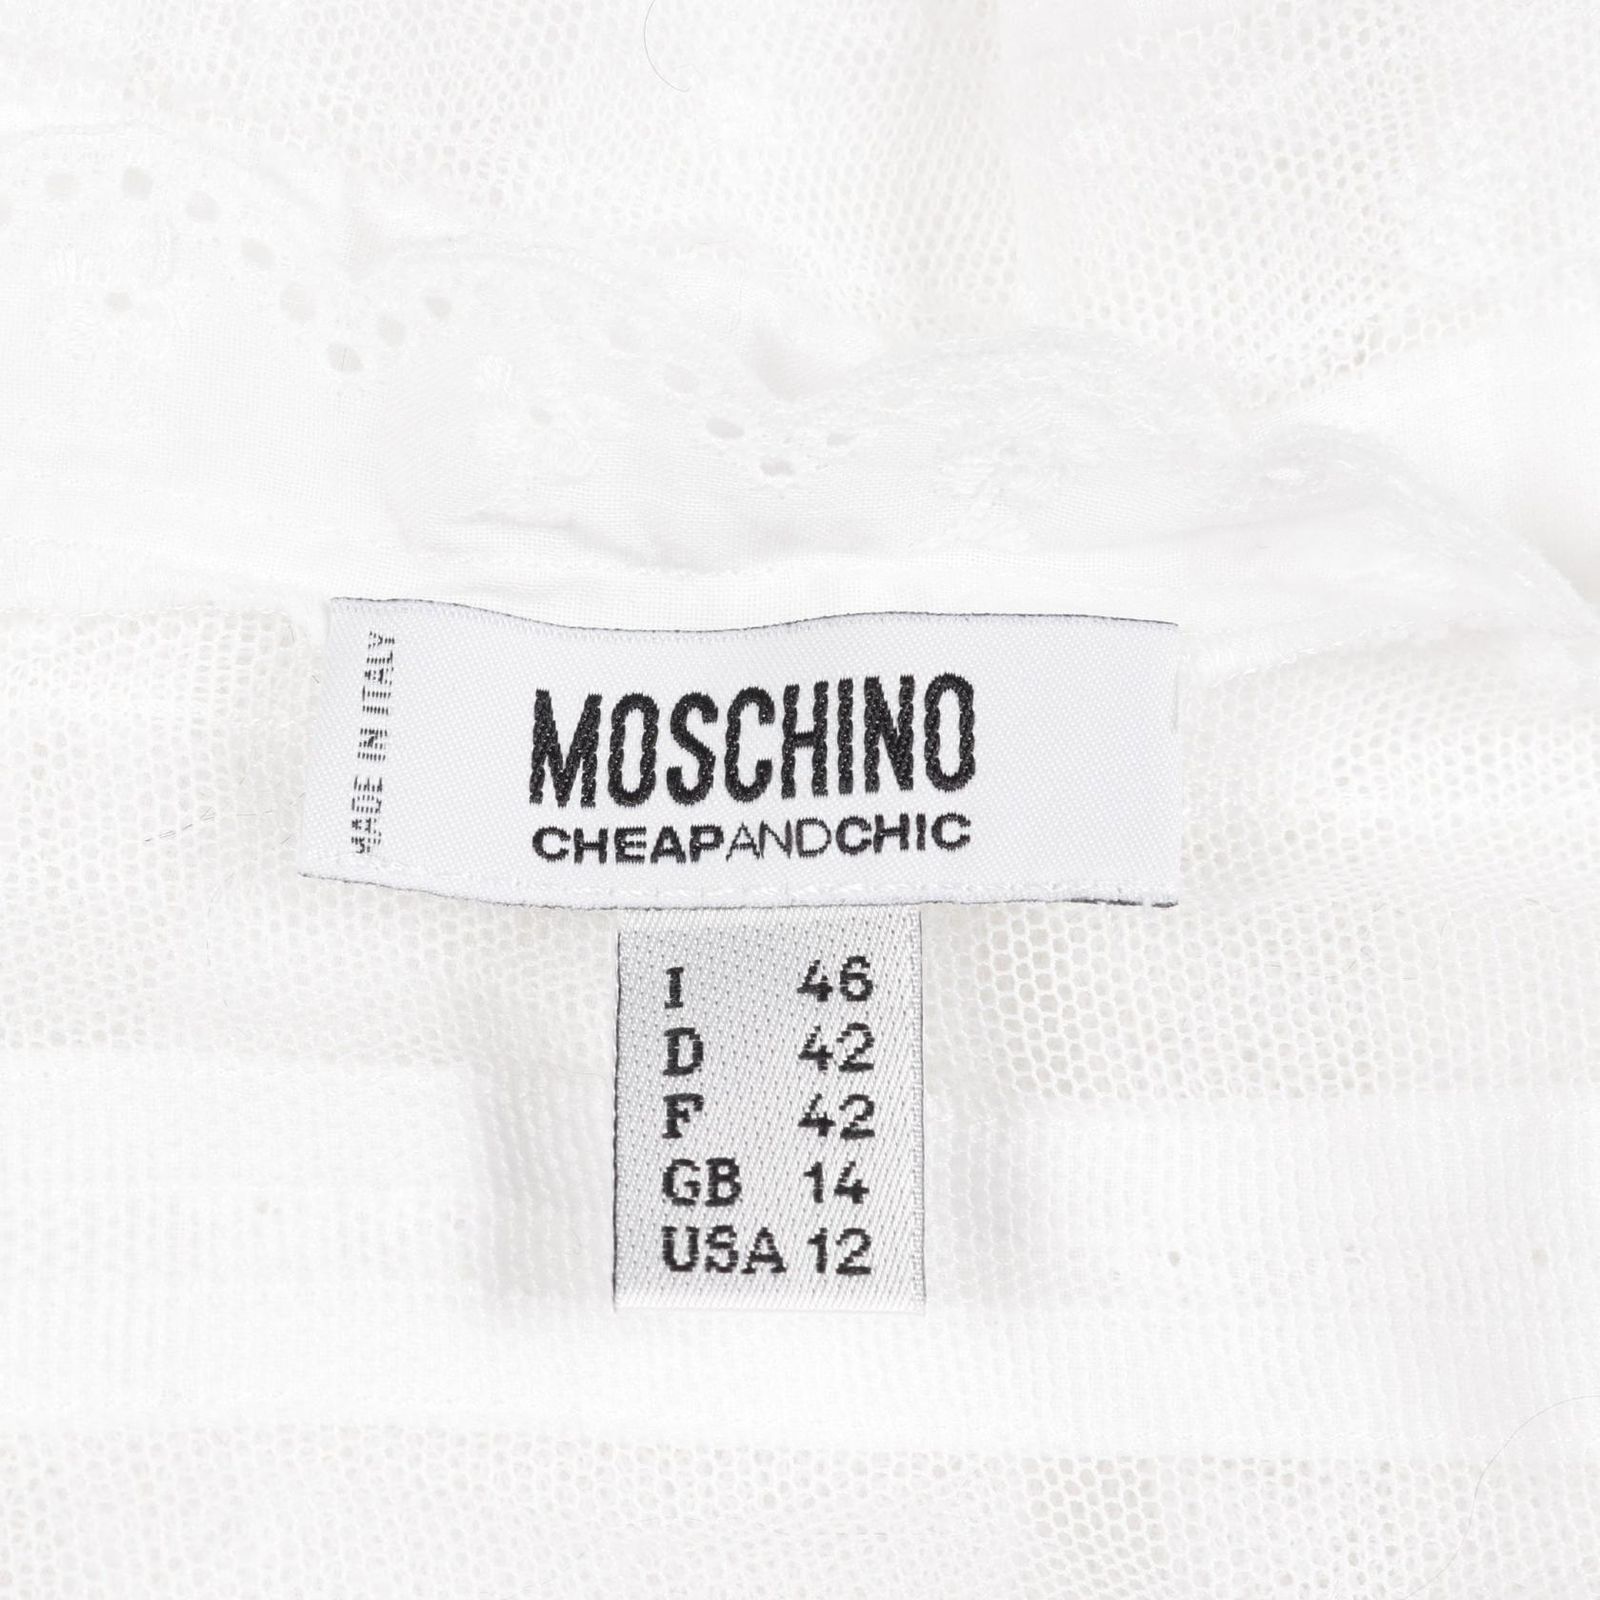 MADE IN ITALY
MOSCHINO
CHEAPANDCHIC
I 46
D 42
F 42
GB 14
USA 12